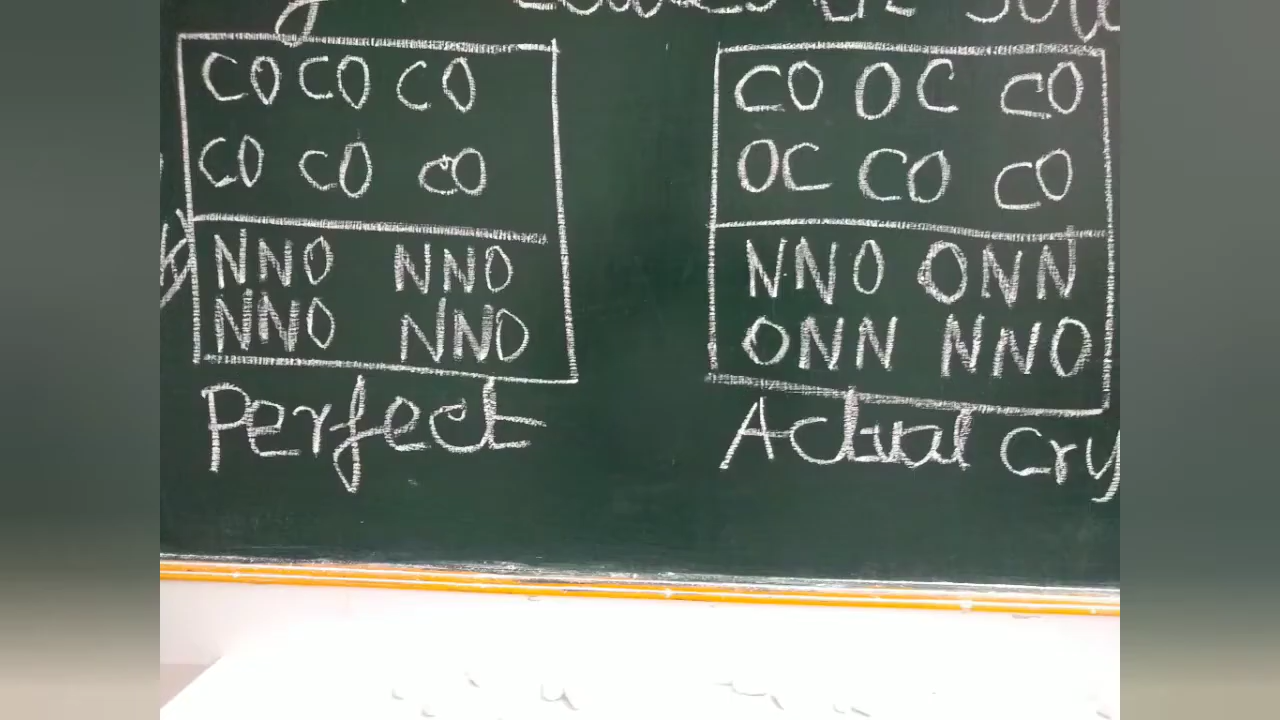 CO CO CO
CO CO CO
NNO NNO
NNO NNO
Perfect
CO OC CO
OC CO CO
NNO ONN
ONN NNO
Actual Cry